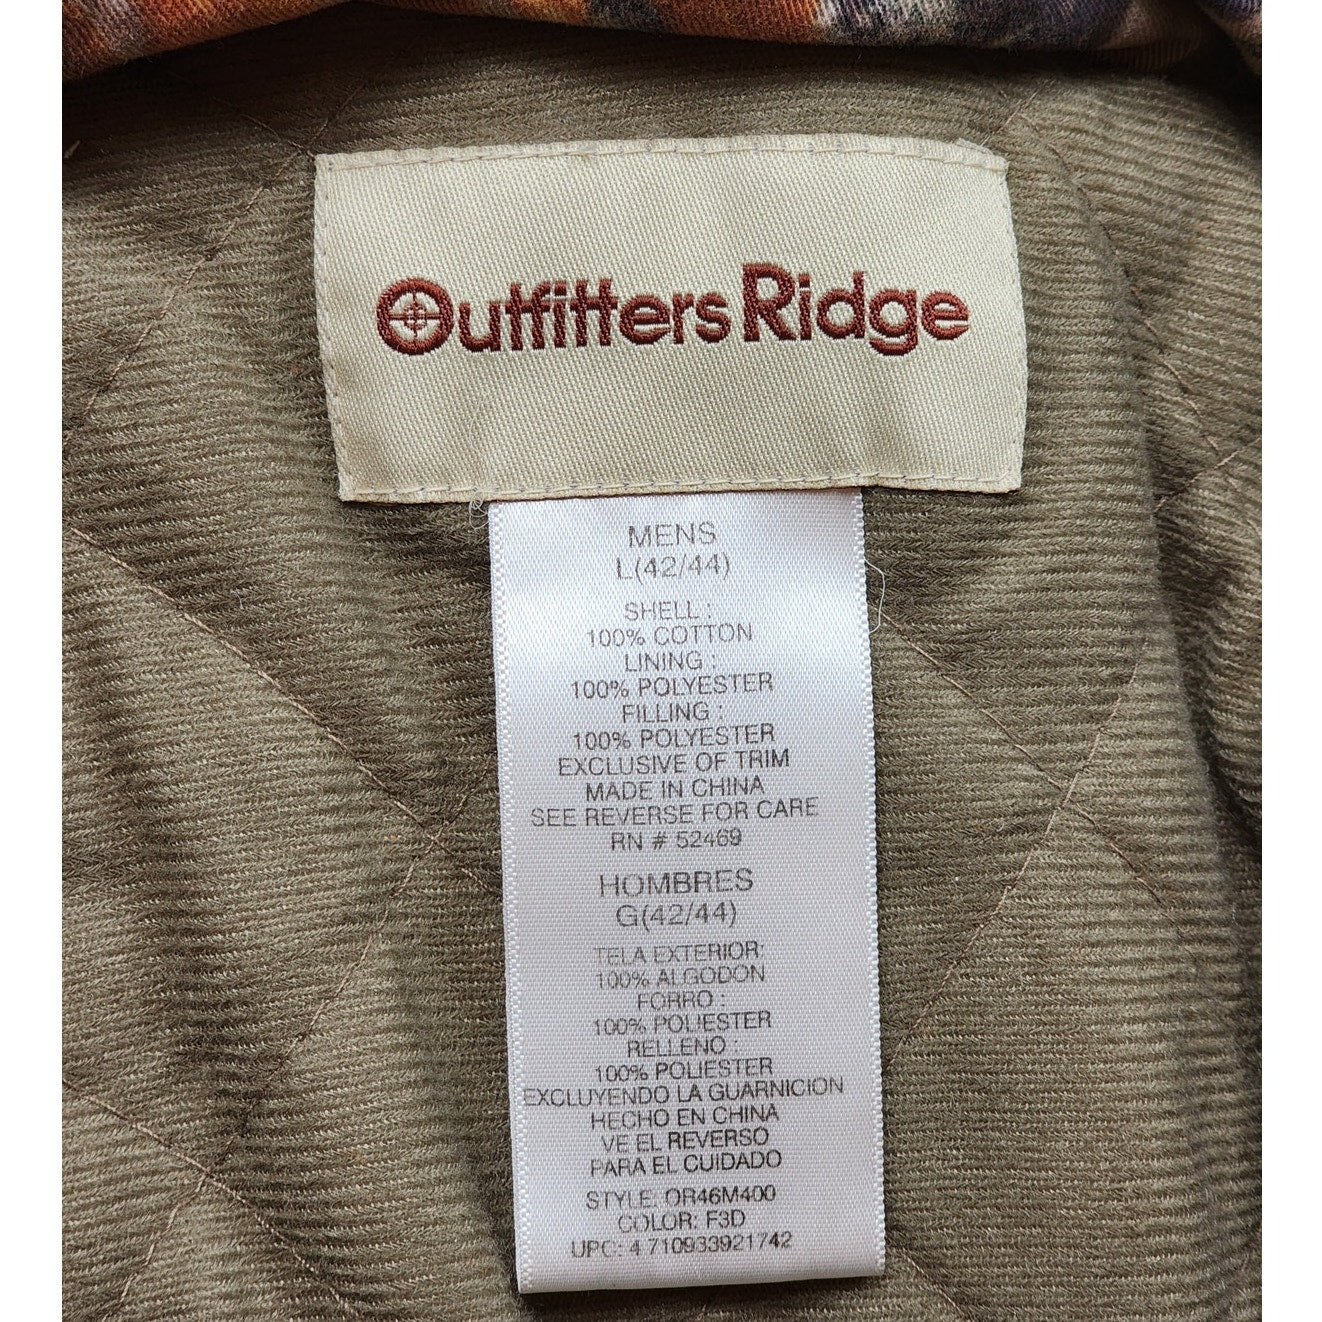 Outfitters Ridge
MENS
L(42/44)
SHELL :
100% COTTON
LINING :
100% POLYESTER
FILLING :
100% POLYESTER
EXCLUSIVE OF TRIM
MADE IN CHINA
SEE REVERSE FOR CARE
RN # 52469
HOMBRES
G(42/44)
TELA EXTERIOR:
100% ALGODON
FORRO :
100% POLIESTER
RELLENO :
100% POLIESTER
EXCLUYENDO LA GUARNICION
HECHO EN CHINA
VE EL REVERSO
PARA EL CUIDADO
STYLE: OR46M400
COLOR: F3D
UPC: 4 710933921742